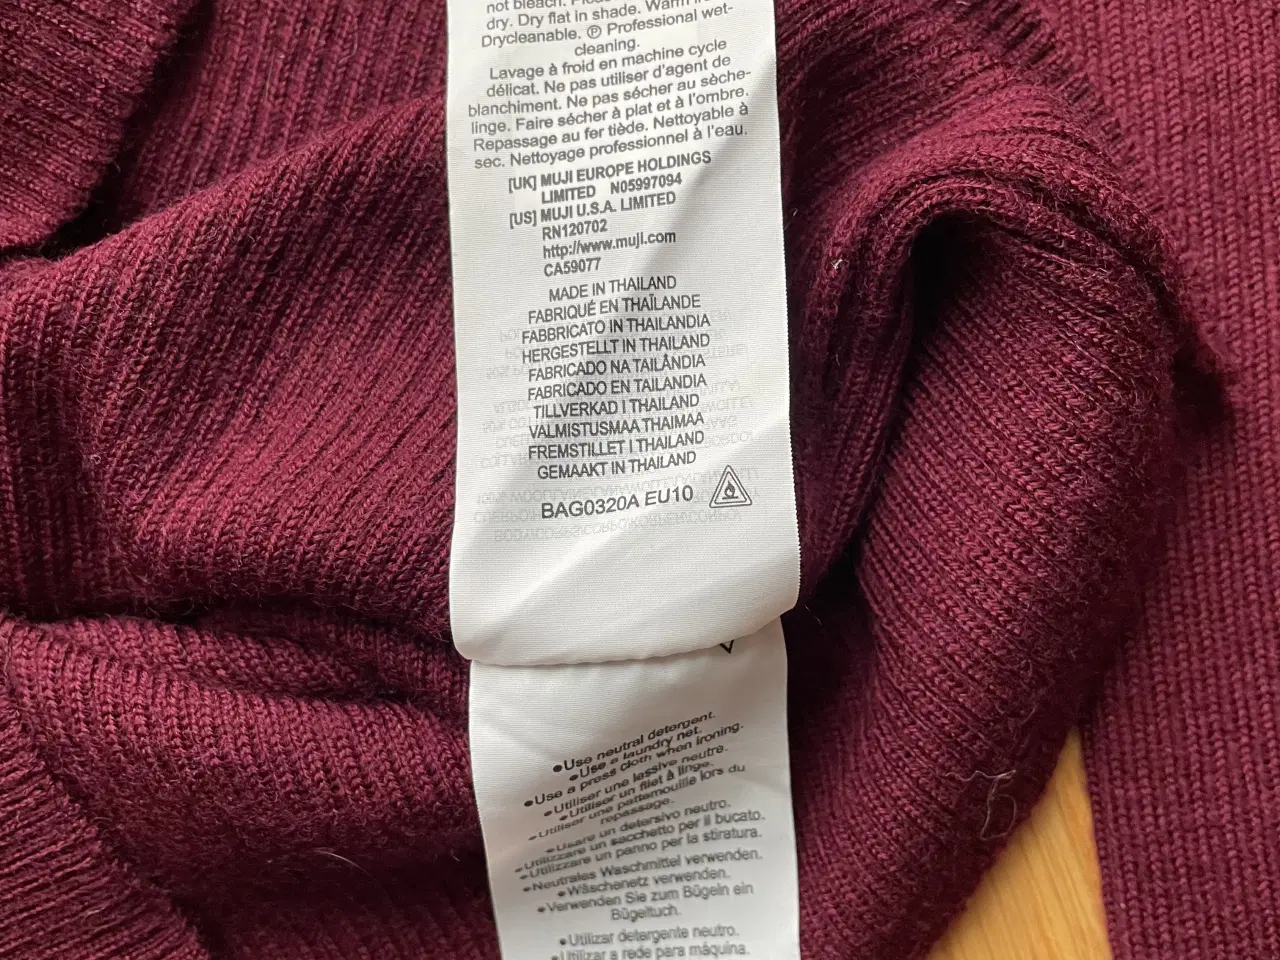 not bleach.
dry. Dry flat in shade. Warm
Drycleanable. Ⓟ Professional wet-
cleaning.
Lavage à froid en machine cycle
délicat. Ne pas utiliser d'agent de
blanchiment. Ne pas sécher au sèche-
linge. Faire sécher à plat et à l'ombre.
Repassage au fer tiède. Nettoyable à
sec. Nettoyage professionnel à l'eau.
[UK] MUJI EUROPE HOLDINGS
LIMITED N05997094
[US] MUJI U.S.A. LIMITED
RN120702
http://www.muji.com
CA59077
MADE IN THAILAND
FABRIQUÉ EN THAÏLANDE
FABBRICATO IN THAILANDIA
HERGESTELLT IN THAILAND
FABRICADO NA TAILÂNDIA
FABRICADO EN TAILANDIA
TILLVERKAD I THAILAND
VALMISTUSMAA THAIMAA
FREMSTILLET I THAILAND
GEMAAKT IN THAILAND
BAG0320A EU10
●Use neutral detergent.
●Use a laundry net.
●Use a press cloth when ironing.
●Utiliser une lessive neutre.
●Utiliser un filet à linge.
●Utiliser une pattemouille lors du
repassage.
●Usare un detersivo neutro.
●Utilizzare un sacchetto per il bucato.
●Utilizzare un panno per la stiratura.
●Neutrales Waschmittel verwenden.
●Wäschenetz verwenden.
●Verwenden Sie zum Bügeln ein
Bügeltuch.
●Utilizar detergente neutro.
●Utilizar a rede para máquina.